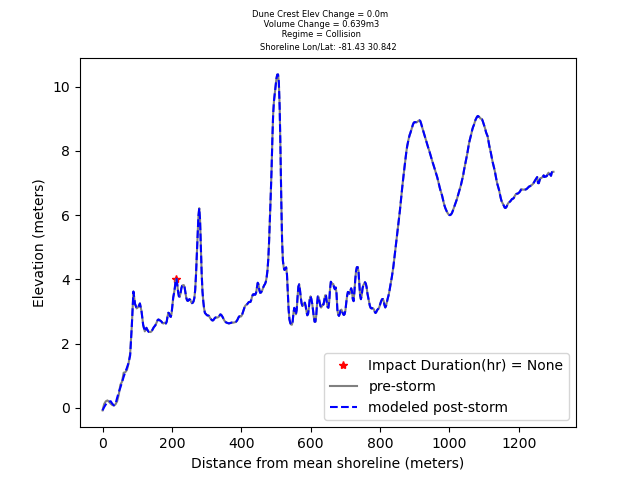 Dune Crest Elev Change = 0.0m
Volume Change = 0.639m3
Regime = Collision
Shoreline Lon/Lat: -81.43 30.842
10
8
6
4
2
0
Elevation (meters)
Impact Duration(hr) = None
pre-storm
modeled post-storm
0 200 400 600 800 1000 1200
Distance from mean shoreline (meters)